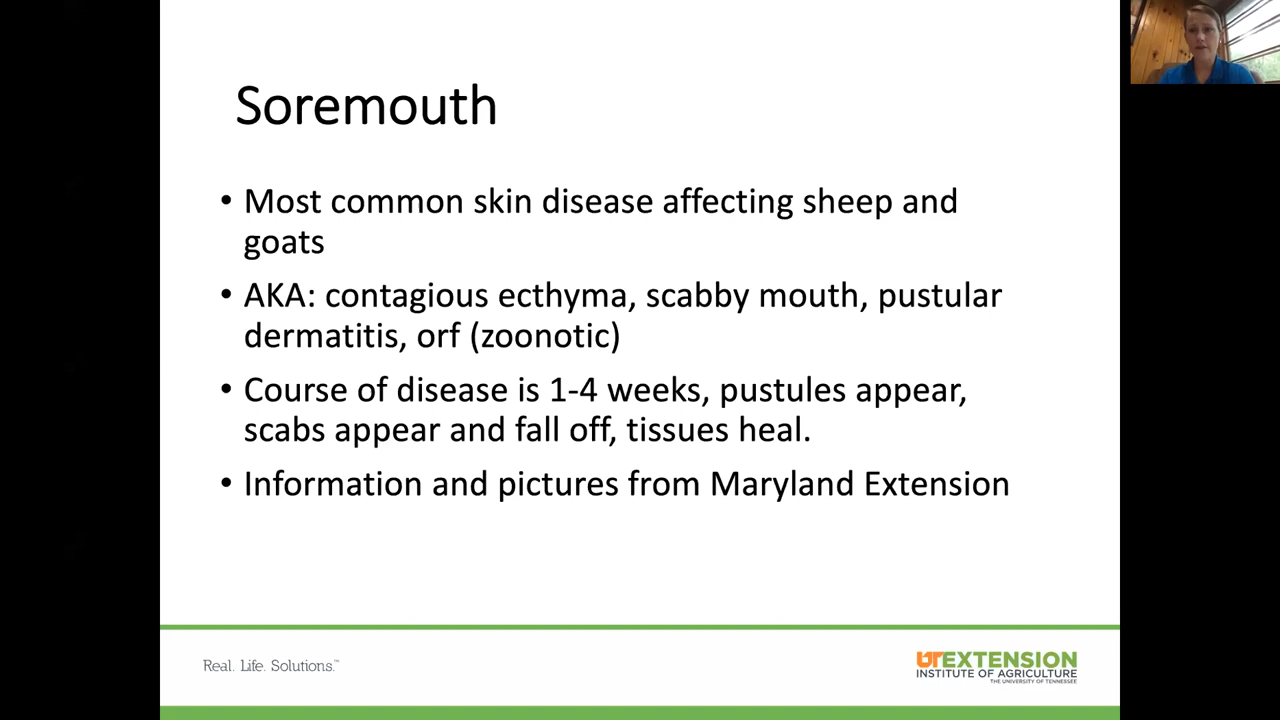 Soremouth
• Most common skin disease affecting sheep and
goats
• AKA: contagious ecthyma, scabby mouth, pustular
dermatitis, orf (zoonotic)
• Course of disease is 1-4 weeks, pustules appear,
scabs appear and fall off, tissues heal.
• Information and pictures from Maryland Extension
Real. Life. Solutions.™
UT EXTENSION
INSTITUTE OF AGRICULTURE
THE UNIVERSITY OF TENNESSEE